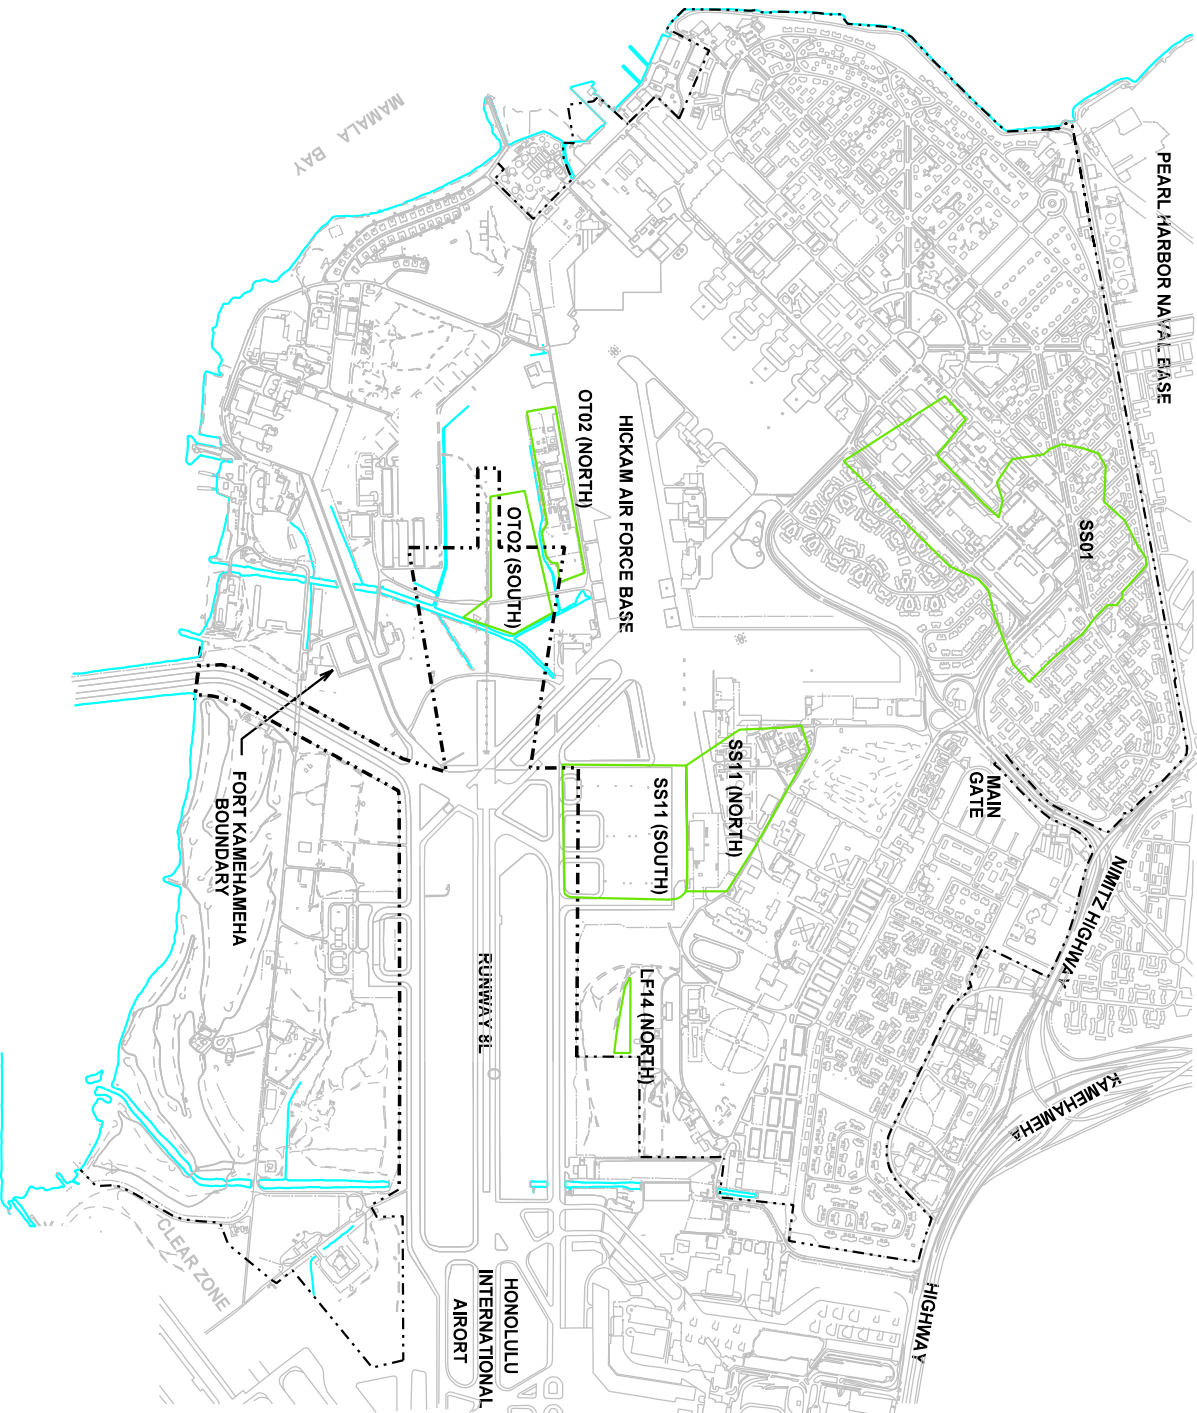 PEARL HARBOR NAVAL BASE
MAMALA BAY
SS01
OT02 (NORTH)
HICKAM AIR FORCE BASE
OTO2 (SOUTH)
SS11 (NORTH)
SS11 (SOUTH)
MAIN
GATE
NIMITZ HIGHWAY
FORT KAMEHAMEHA
BOUNDARY
RUNWAY 8L
LF14 (NORTH)
KAMEHAMEHA
HIGHWAY
CLEAR ZONE
HONOLULU
INTERNATIONAL
AIRORT